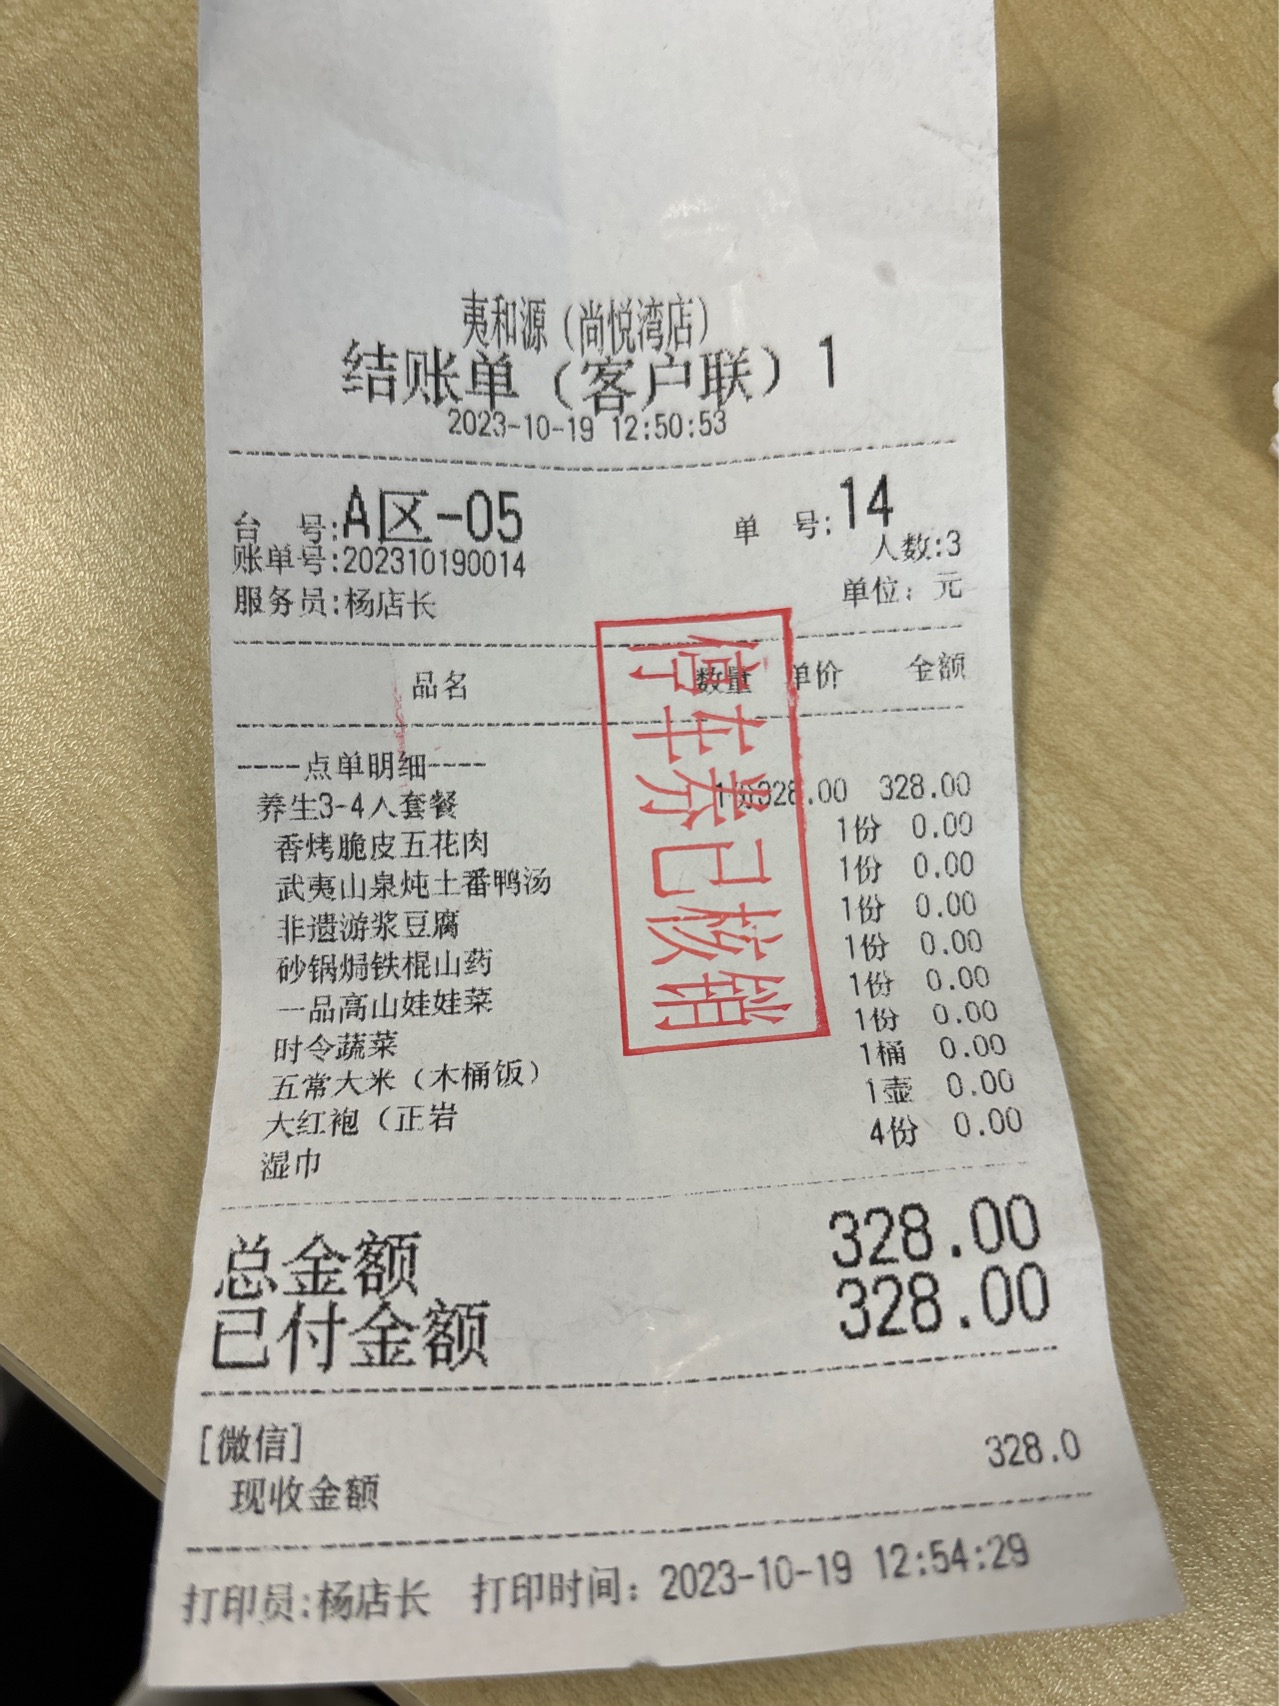 夷和源（尚悦湾店）
结账单（客户联）1
2023-10-19 12:50:53
台 号:A区-05 单 号:14
人数:3
账单号:202310190014
服务员:杨店长 单位：元
品名 数量 单价 金额
----点单明细----
养生3-4人套餐 1份328.00 328.00
香烤脆皮五花肉 1份 0.00
武夷山泉炖土番鸭汤 1份 0.00
非遗游浆豆腐 1份 0.00
砂锅焗铁棍山药 1份 0.00
一品高山娃娃菜 1份 0.00
时令蔬菜 1份 0.00
五常大米（木桶饭） 1桶 0.00
大红袍（正岩 1壶 0.00
湿巾 4份 0.00
停车券已核销
总金额 328.00
已付金额 328.00
[微信]
现收金额 328.0
打印员:杨店长 打印时间：2023-10-19 12:54:29